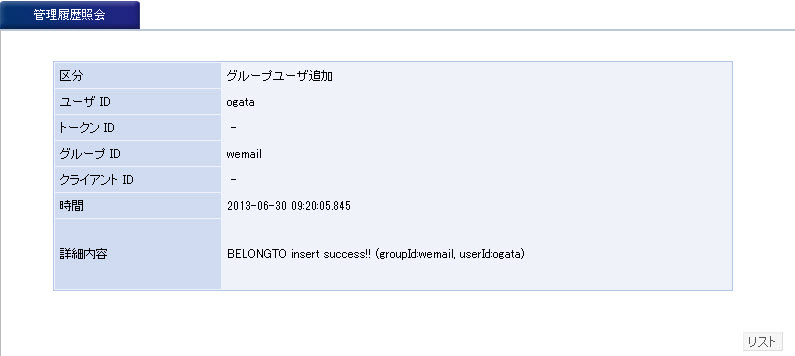 管理履歴照会
区分 グループユーザ追加
ユーザ ID ogata
トークン ID -
グループ ID wemail
クライアント ID -
時間 2013-06-30 09:20:05.845
詳細内容 BELONGTO insert success!! (groupId:wemail, userId:ogata)
リスト